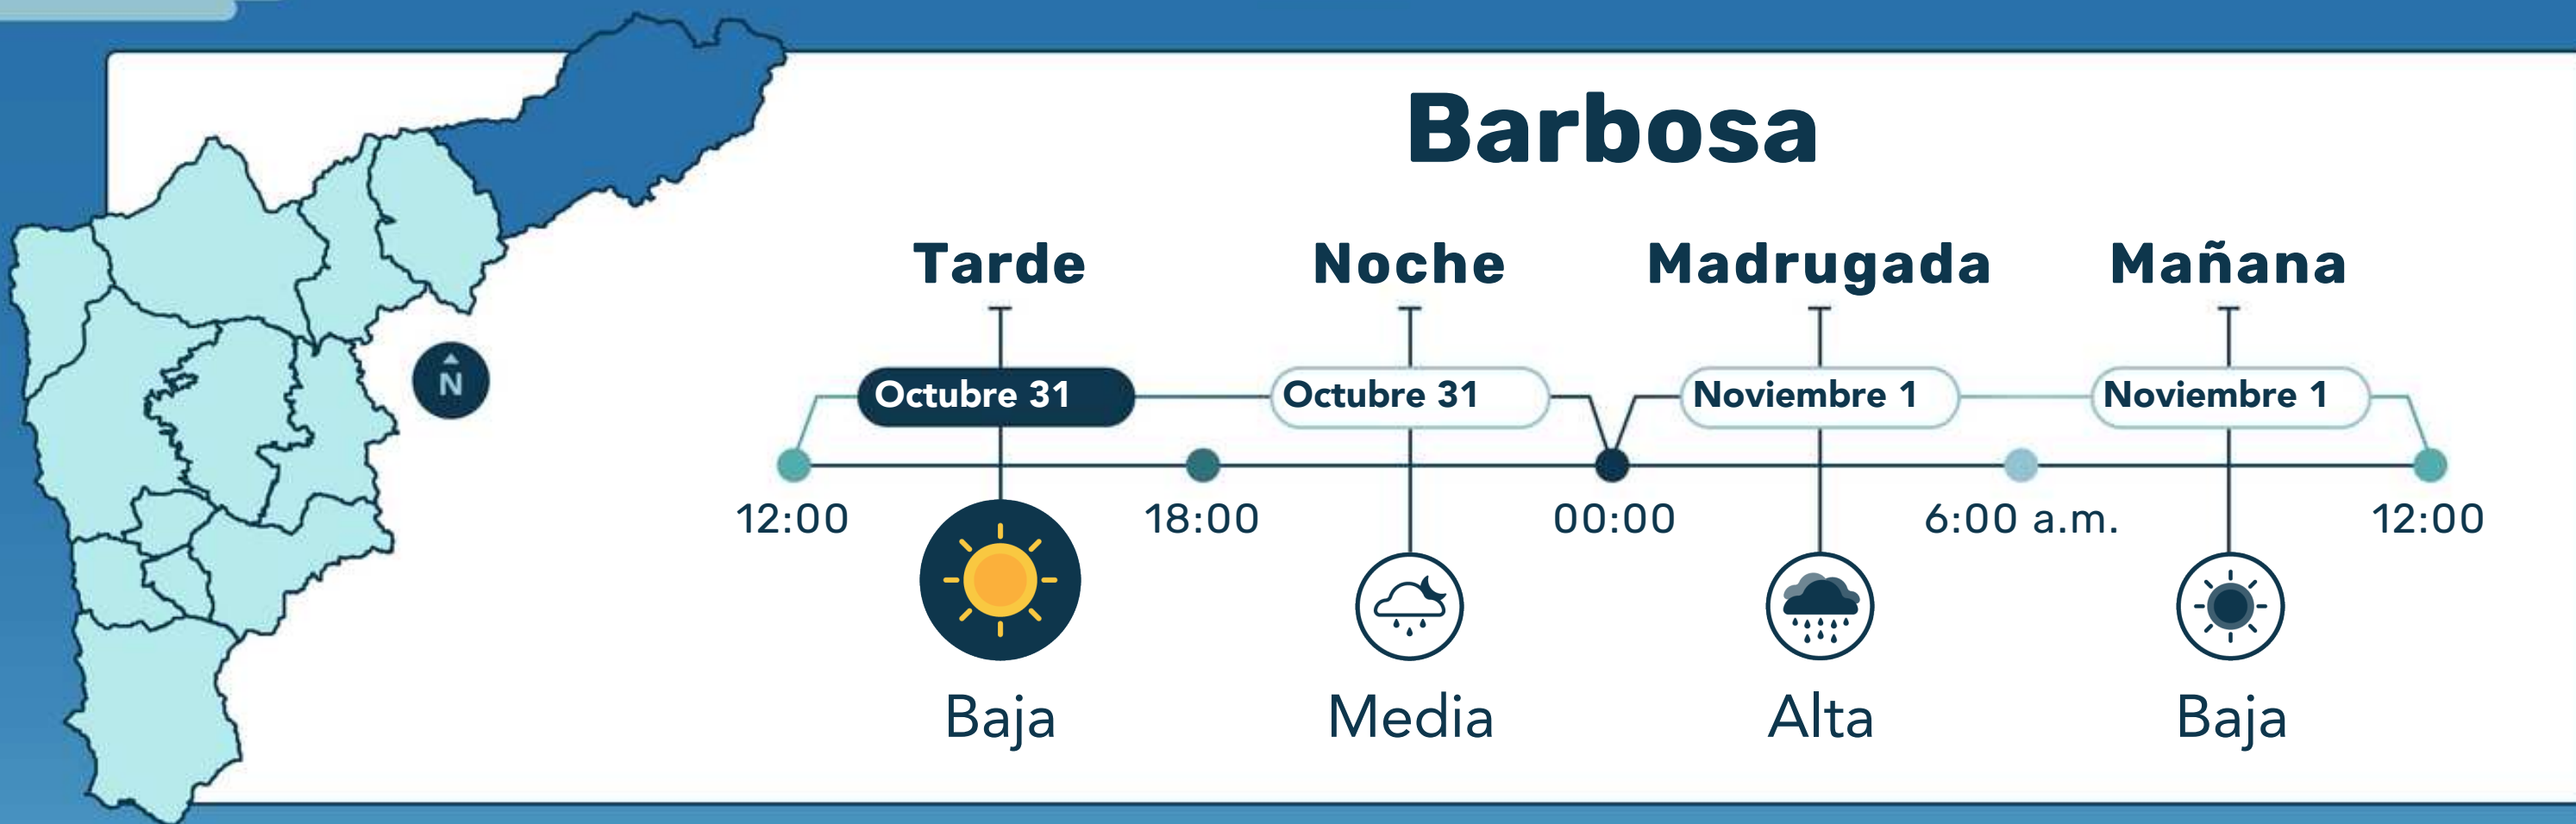 Barbosa
Tarde Noche Madrugada Mañana
Octubre 31 Octubre 31 Noviembre 1 Noviembre 1
N
12:00 18:00 00:00 6:00 a.m. 12:00
Baja Media Alta Baja